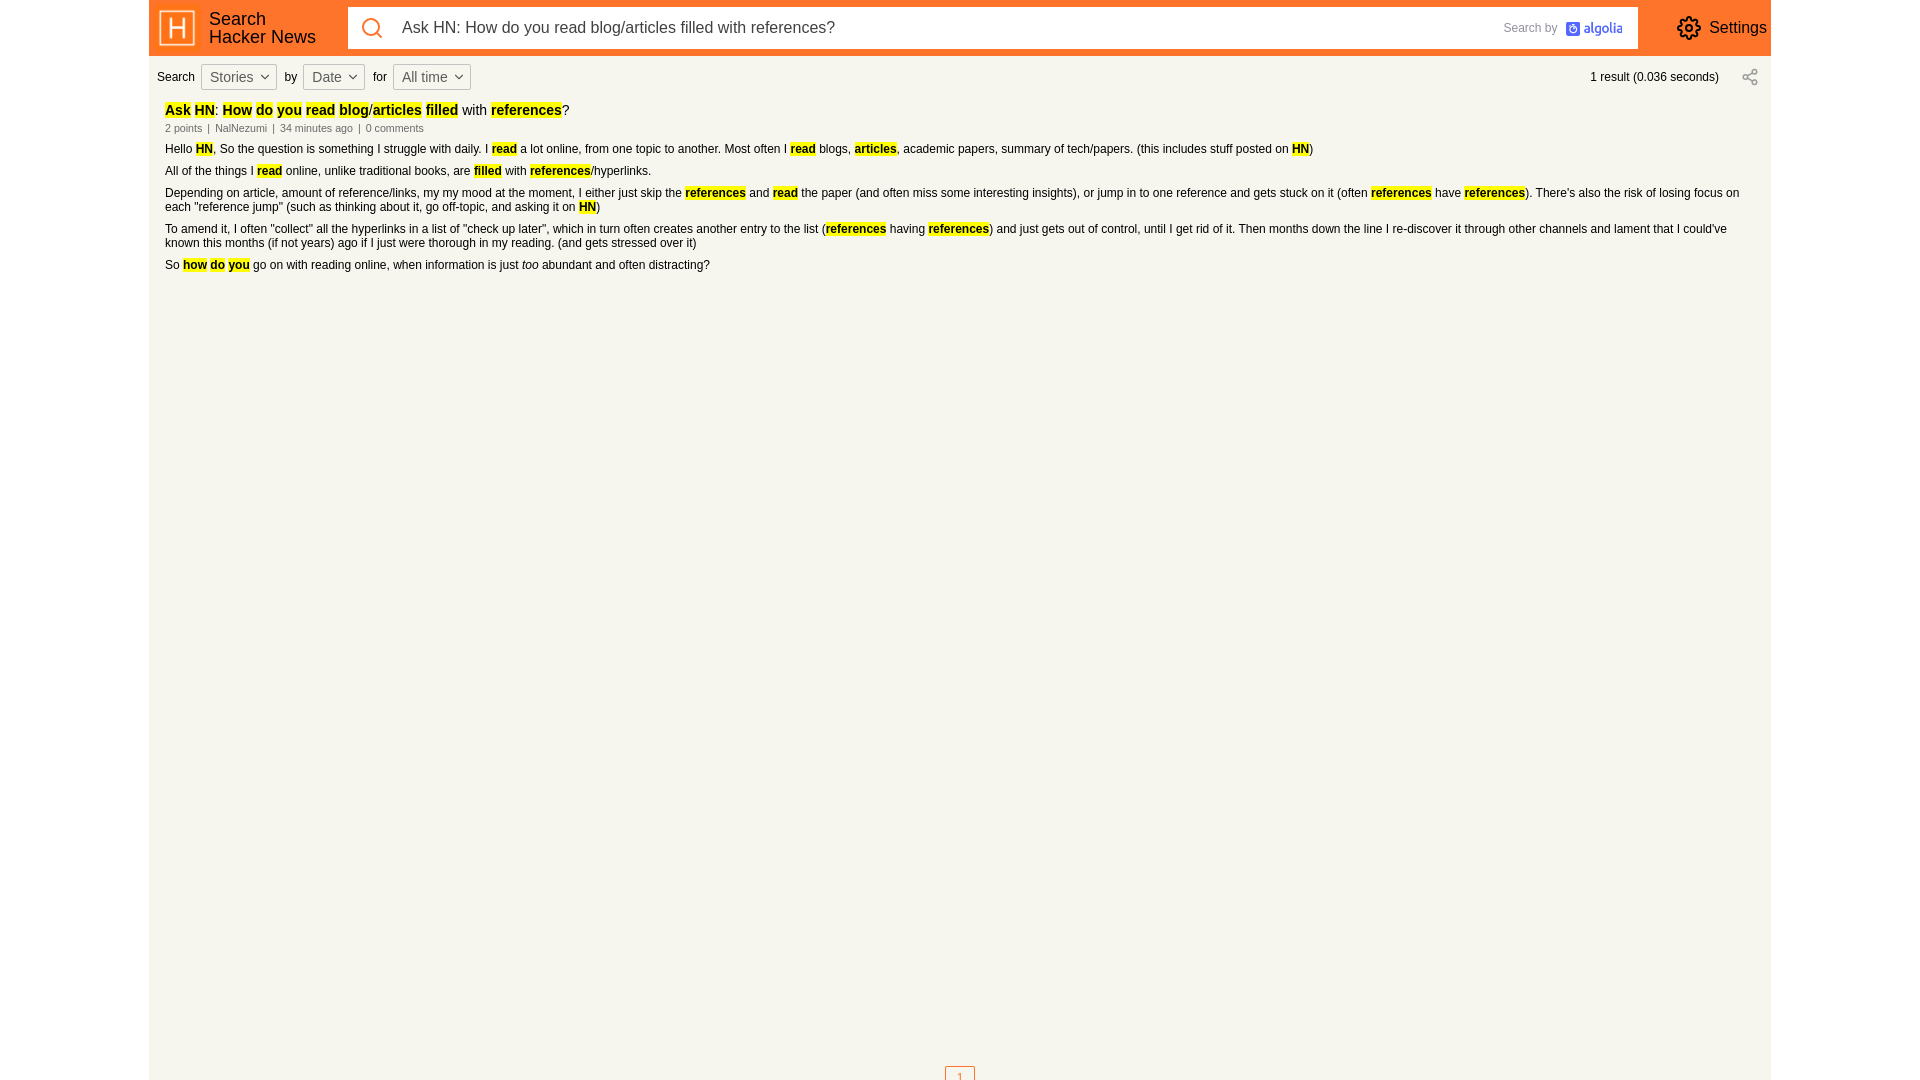 Search
Hacker News
Ask HN: How do you read blog/articles filled with references?
Search by algolia
Settings
Search Stories by Date for All time
1 result (0.036 seconds)
Ask HN: How do you read blog/articles filled with references?
2 points | NalNezumi | 34 minutes ago | 0 comments
Hello HN, So the question is something I struggle with daily. I read a lot online, from one topic to another. Most often I read blogs, articles, academic papers, summary of tech/papers. (this includes stuff posted on HN)
All of the things I read online, unlike traditional books, are filled with references/hyperlinks.
Depending on article, amount of reference/links, my my mood at the moment, I either just skip the references and read the paper (and often miss some interesting insights), or jump in to one reference and gets stuck on it (often references have references). There's also the risk of losing focus on
each "reference jump" (such as thinking about it, go off-topic, and asking it on HN)
To amend it, I often "collect" all the hyperlinks in a list of "check up later", which in turn often creates another entry to the list (references having references) and just gets out of control, until I get rid of it. Then months down the line I re-discover it through other channels and lament that I could've
known this months (if not years) ago if I just were thorough in my reading. (and gets stressed over it)
So how do you go on with reading online, when information is just too abundant and often distracting?
1